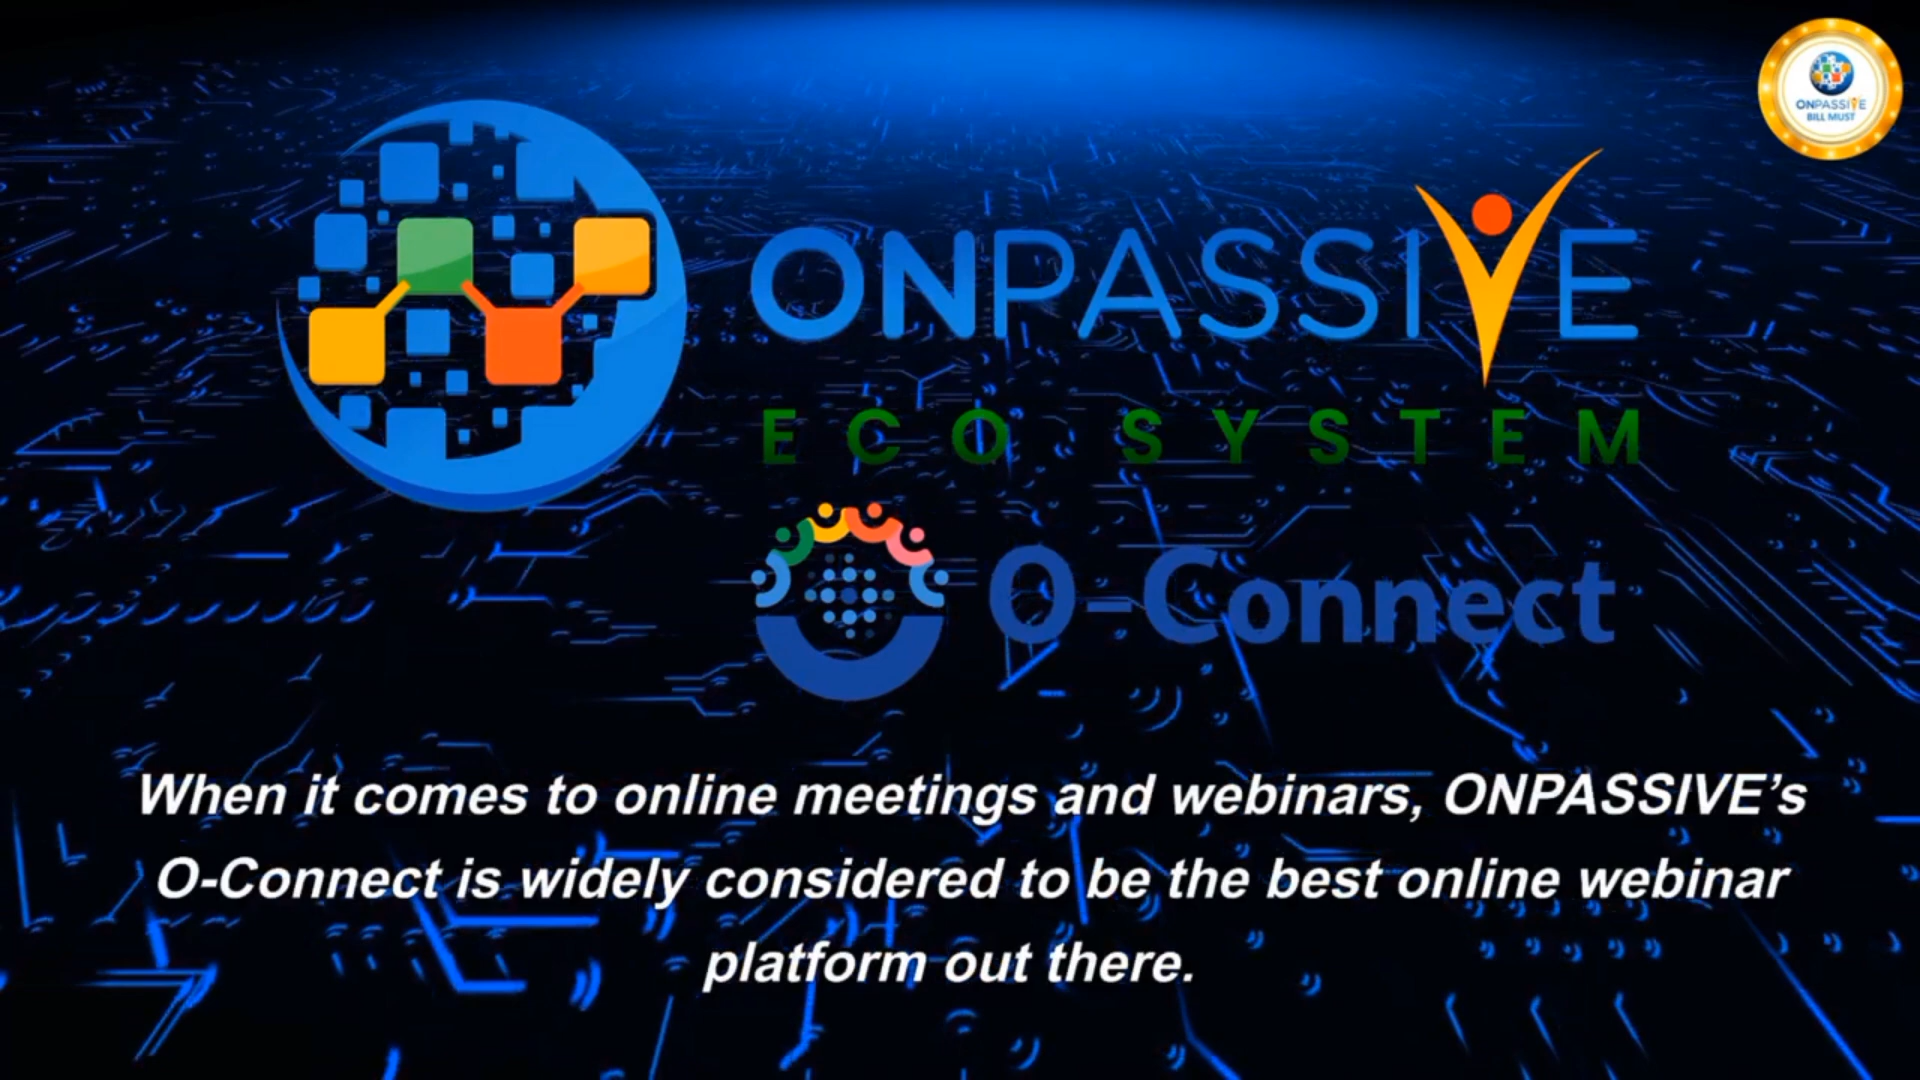 ONPASSIVE
BILL MUST
ONPASSIVE
ECO SYSTEM
O-Connect
When it comes to online meetings and webinars, ONPASSIVE’s
O-Connect is widely considered to be the best online webinar
platform out there.